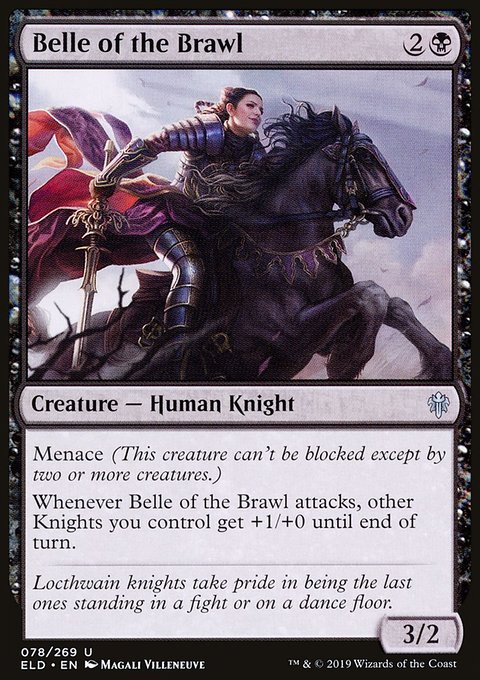 Belle of the Brawl 2
Creature — Human Knight
Menace (This creature can't be blocked except by
two or more creatures.)
Whenever Belle of the Brawl attacks, other
Knights you control get +1/+0 until end of
turn.
Locthwain knights take pride in being the last
ones standing in a fight or on a dance floor.
3/2
078/269 U
ELD • EN Magali Villeneuve
™ & © 2019 Wizards of the Coast